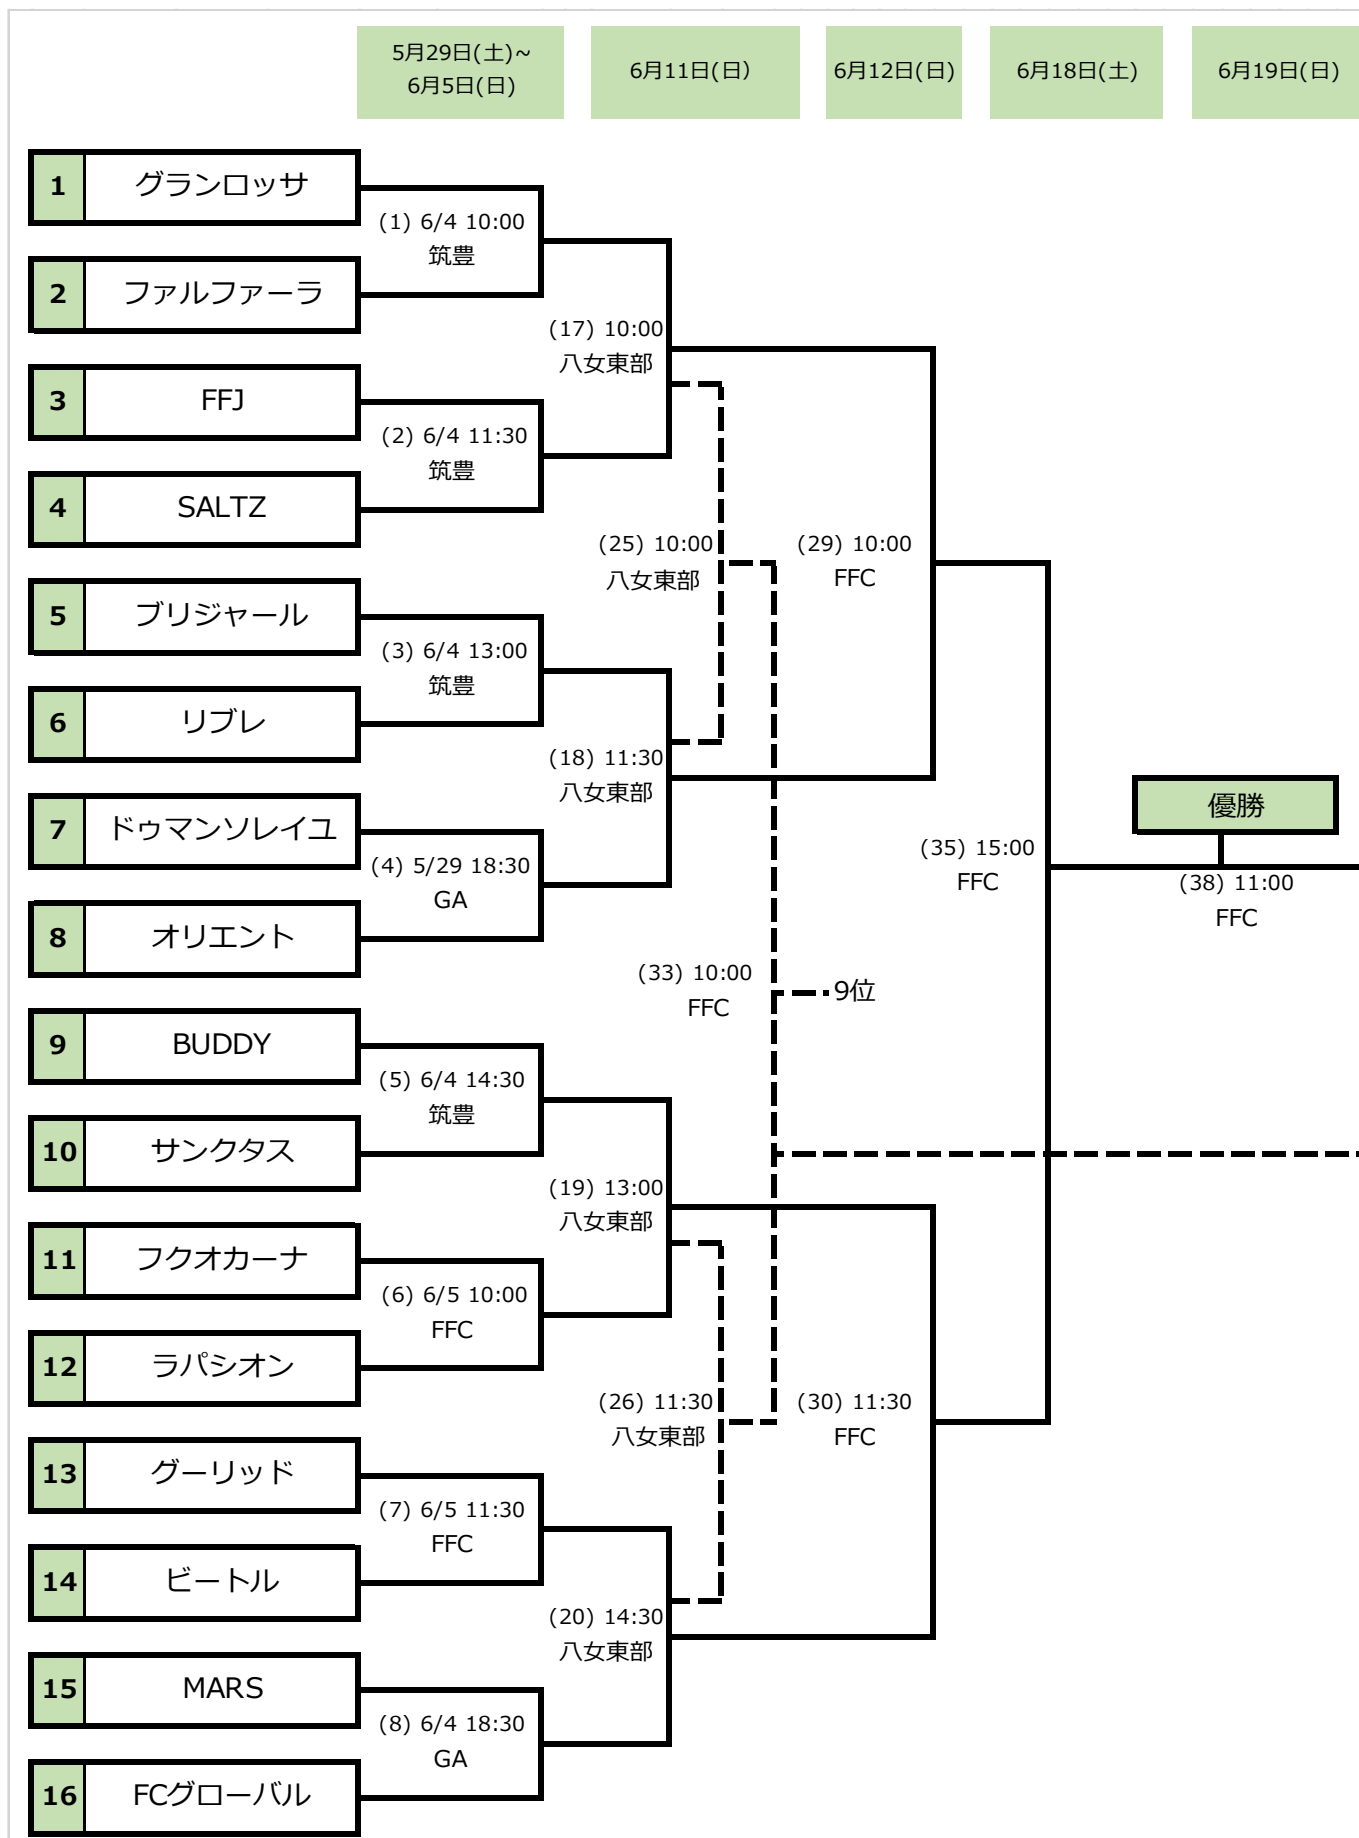 5月29日(土)~
6月5日(日)
6月11日(日）
6月12日(日)
6月18日(土)
6月19日(日)
1 グランロッサ
(1) 6/4 10:00
筑豊
2 ファルファーラ
(17) 10:00
八女東部
3 FFJ
(2) 6/4 11:30
筑豊
4 SALTZ
(25) 10:00
八女東部
(29) 10:00
FFC
5 ブリジャール
(3) 6/4 13:00
筑豊
6 リブレ
(18) 11:30
八女東部
優勝
7 ドゥマンソレイユ
(4) 5/29 18:30
GA
(35) 15:00
FFC
(38) 11:00
FFC
8 オリエント
(33) 10:00
FFC
9位
9 BUDDY
(5) 6/4 14:30
筑豊
10 サンクタス
(19) 13:00
八女東部
11 フクオカーナ
(6) 6/5 10:00
FFC
12 ラパシオン
(26) 11:30
八女東部
(30) 11:30
FFC
13 グーリッド
(7) 6/5 11:30
FFC
14 ビートル
(20) 14:30
八女東部
15 MARS
(8) 6/4 18:30
GA
16 FCグローバル